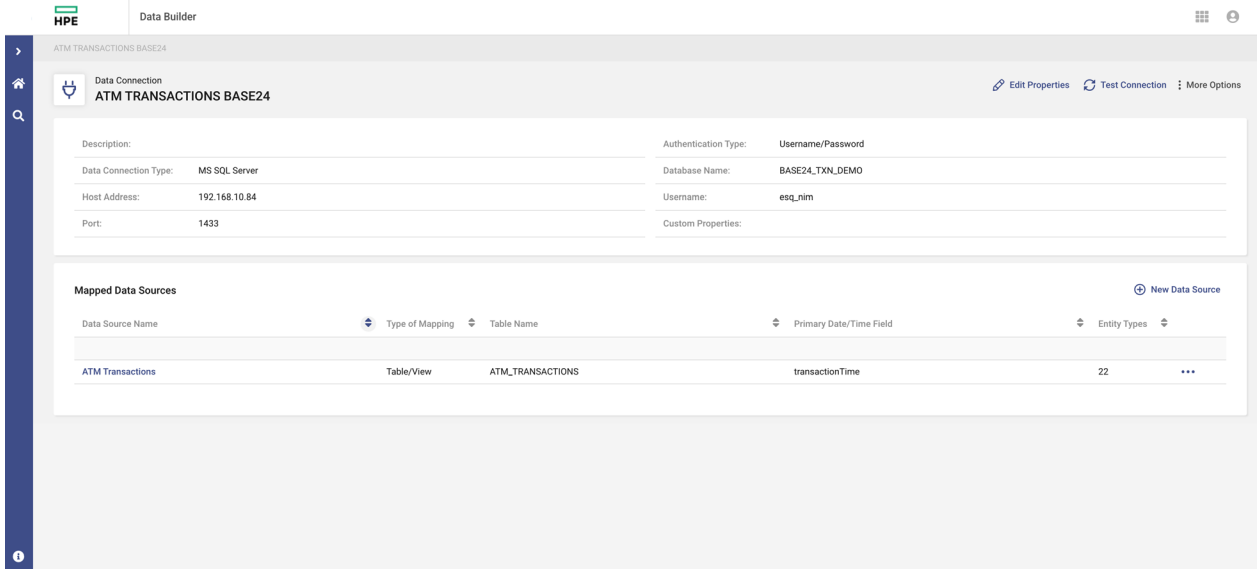 HPE
Data Builder
ATM TRANSACTIONS BASE24
Data Connection
ATM TRANSACTIONS BASE24
Edit Properties
Test Connection
More Options
Description:
Authentication Type: Username/Password
Data Connection Type: MS SQL Server
Database Name: BASE24_TXN_DEMO
Host Address: 192.168.10.84
Username: esq_nim
Port: 1433
Custom Properties:
Mapped Data Sources
New Data Source
Data Source Name Type of Mapping Table Name Primary Date/Time Field Entity Types
ATM Transactions Table/View ATM_TRANSACTIONS transactionTime 22